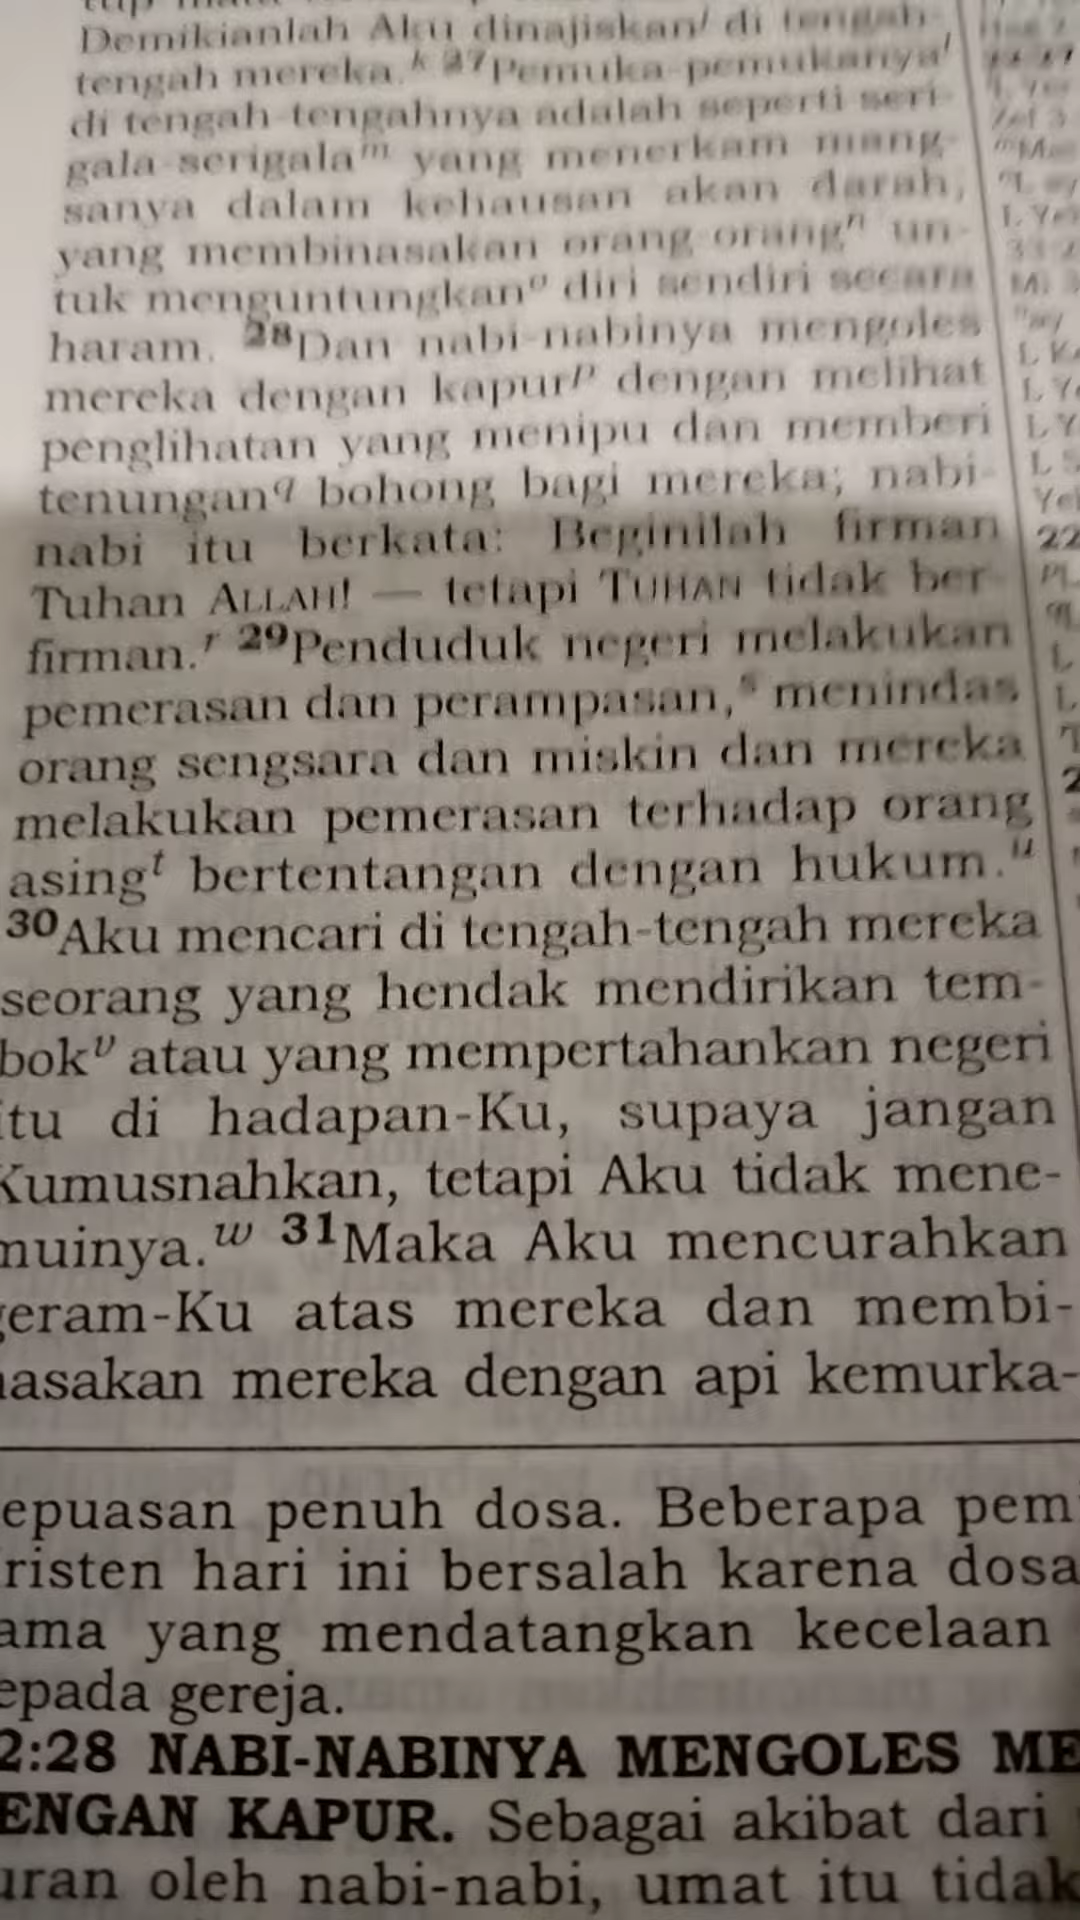 Demikianlah Aku dinajiskan di tengah-
tengah mereka.ᵏ ²⁷Pemuka-pemukanyaˡ
di tengah-tengahnya adalah seperti seri-
gala-serigalaᵐ yang menerkam mang-
sanya dalam kehausan akan darah,
yang membinasakan orang-orangⁿ un-
tuk menguntungkanᵒ diri sendiri secara
haram. ²⁸Dan nabi-nabinya mengoles
mereka dengan kapurᵖ dengan melihat
penglihatan yang menipu dan memberi
tenungan𐞥 bohong bagi mereka; nabi-
nabi itu berkata: Beginilah firman
Tuhan ALLAH! — tetapi TUHAN tidak ber-
firman.ʳ ²⁹Penduduk negeri melakukan
pemerasan dan perampasan,ˢ menindas
orang sengsara dan miskin dan mereka
melakukan pemerasan terhadap orang
asingᵗ bertentangan dengan hukum.ᵘ
³⁰Aku mencari di tengah-tengah mereka
seorang yang hendak mendirikan tem-
bokᵛ atau yang mempertahankan negeri
itu di hadapan-Ku, supaya jangan
Kumusnahkan, tetapi Aku tidak mene-
muinya.ʷ ³¹Maka Aku mencurahkan
geram-Ku atas mereka dan membi-
nasakan mereka dengan api kemurka-
epuasan penuh dosa. Beberapa pem
risten hari ini bersalah karena dosa
ama yang mendatangkan kecelaan
epada gereja.
2:28 NABI-NABINYA MENGOLES ME
ENGAN KAPUR. Sebagai akibat dari
uran oleh nabi-nabi, umat itu tidak